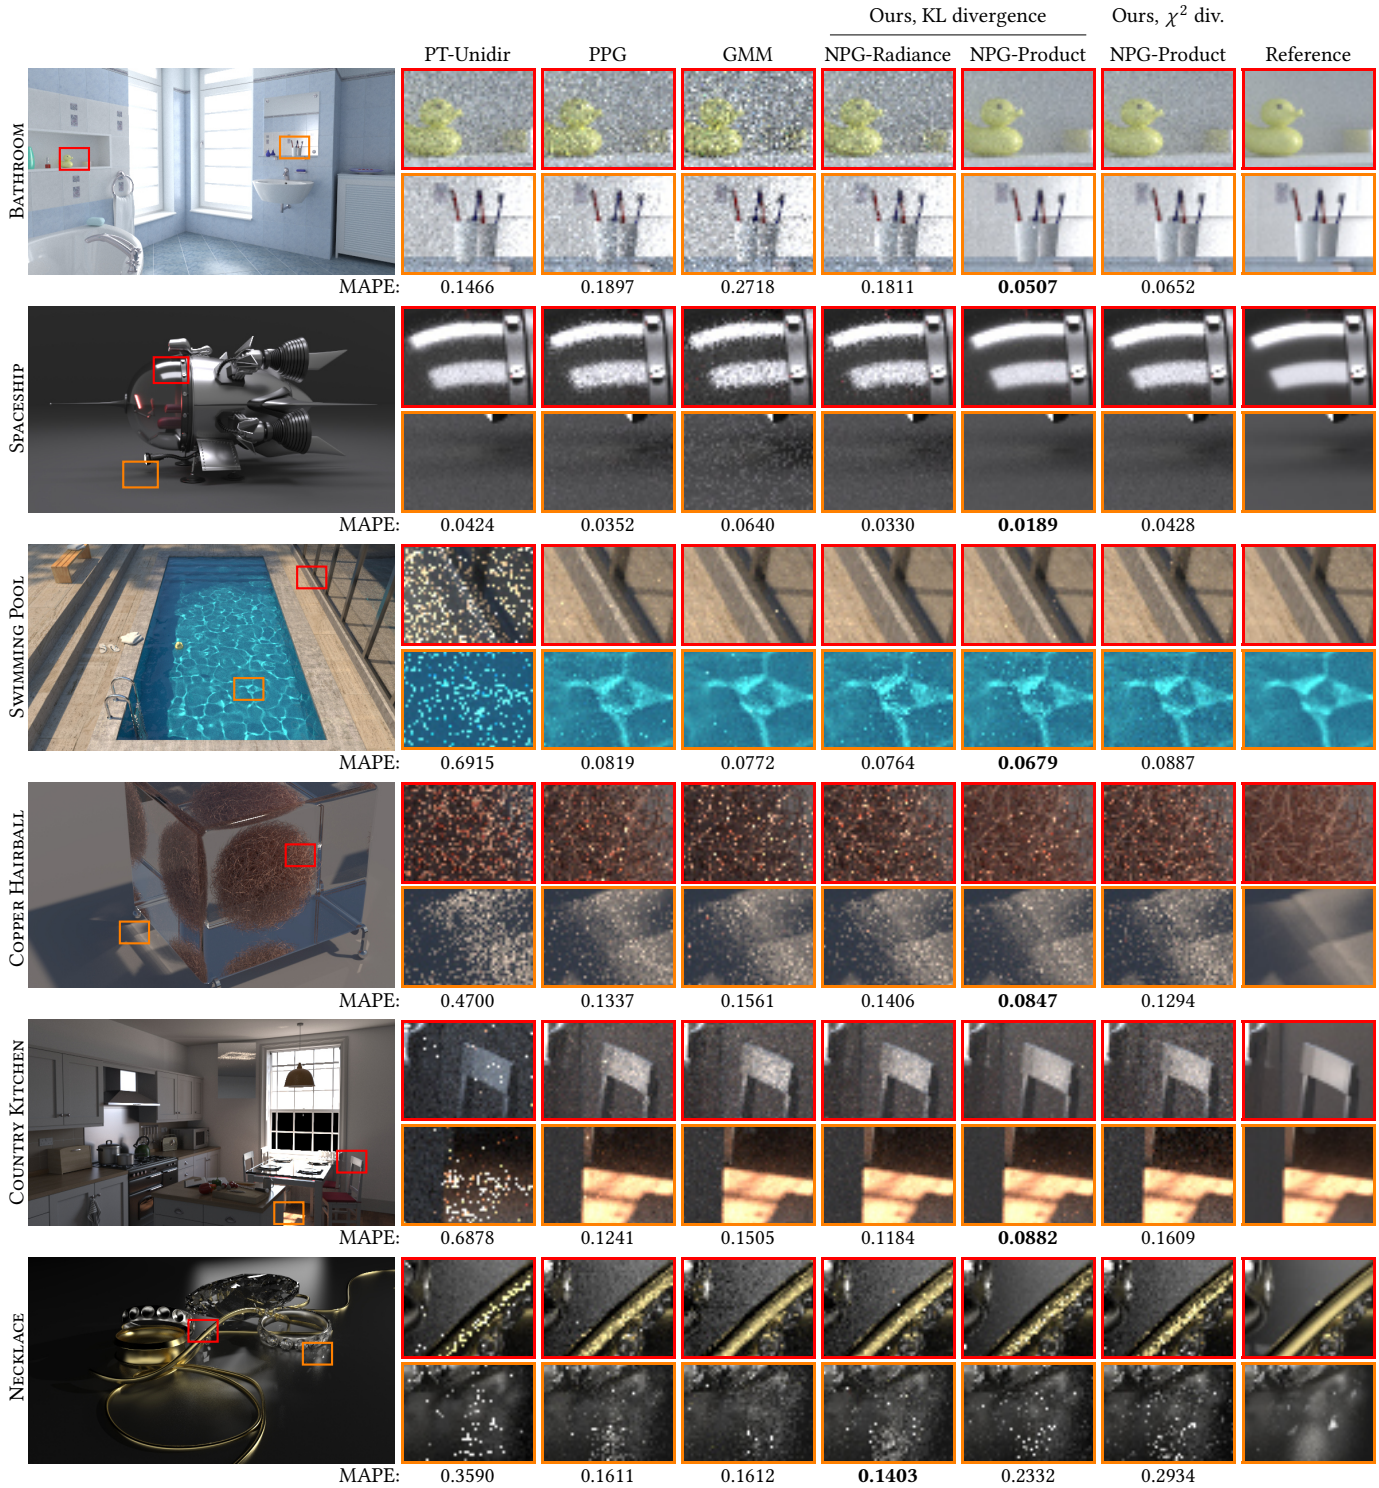 Ours, KL divergence Ours, χ² div.
PT-Unidir PPG GMM NPG-Radiance NPG-Product NPG-Product Reference
BATHROOM
MAPE: 0.1466 0.1897 0.2718 0.1811 0.0507 0.0652
SPACESHIP
MAPE: 0.0424 0.0352 0.0640 0.0330 0.0189 0.0428
SWIMMING POOL
MAPE: 0.6915 0.0819 0.0772 0.0764 0.0679 0.0887
COPPER HAIRBALL
MAPE: 0.4700 0.1337 0.1561 0.1406 0.0847 0.1294
COUNTRY KITCHEN
MAPE: 0.6878 0.1241 0.1505 0.1184 0.0882 0.1609
NECKLACE
MAPE: 0.3590 0.1611 0.1612 0.1403 0.2332 0.2934